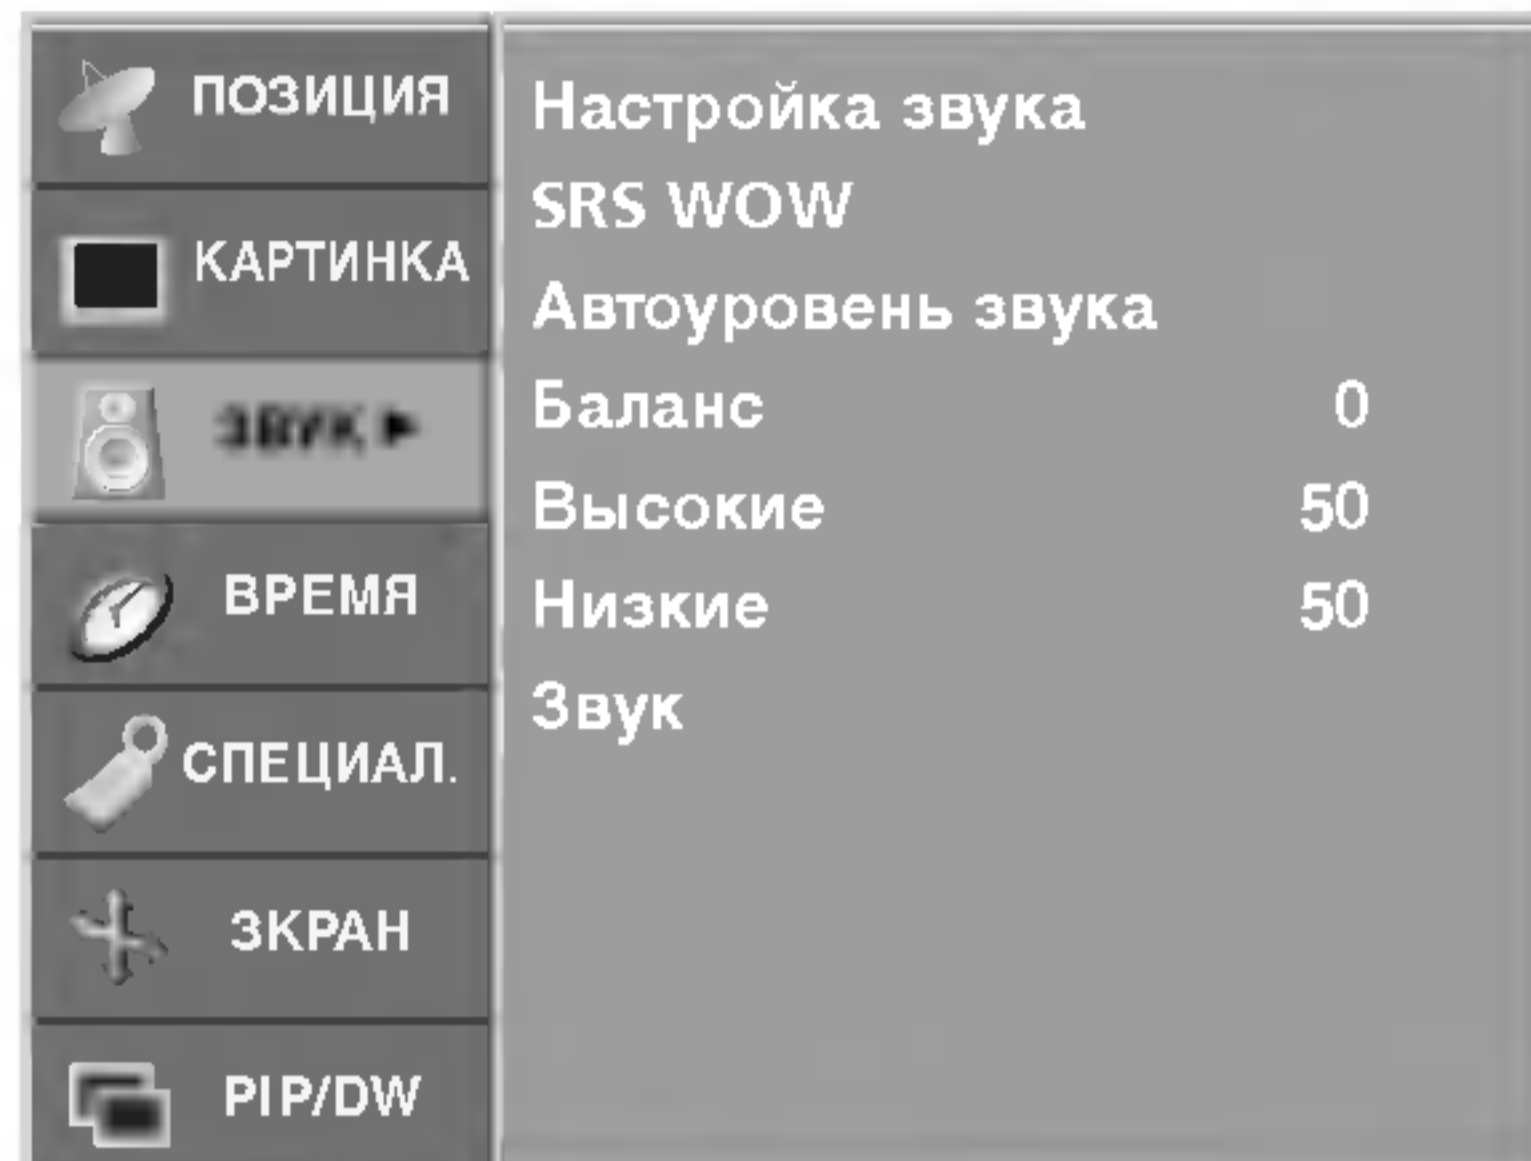 ПОЗИЦИЯ
КАРТИНКА
ЗВУК ►
ВРЕМЯ
СПЕЦИАЛ.
ЗКРАН
PIP/DW
Настройка звука
SRS WOW
Автоуровень звука
Баланс 0
Высокие 50
Низкие 50
Звук